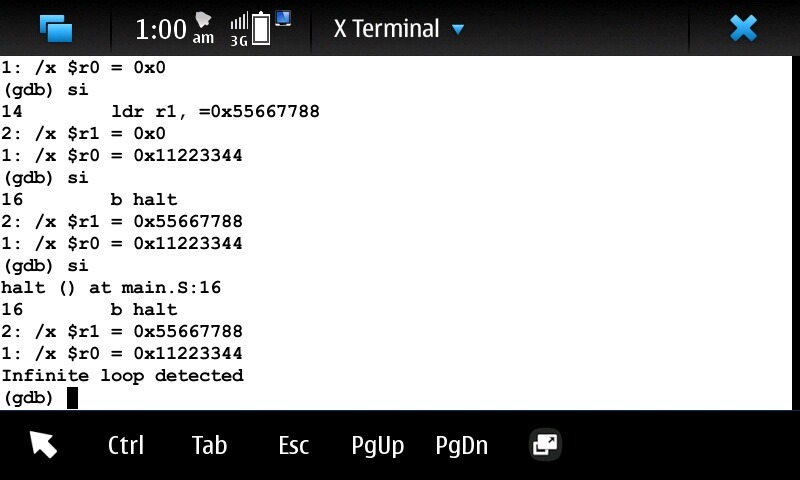 1:00 am 3G X Terminal
1: /x $r0 = 0x0
(gdb) si
14 ldr r1, =0x55667788
2: /x $r1 = 0x0
1: /x $r0 = 0x11223344
(gdb) si
16 b halt
2: /x $r1 = 0x55667788
1: /x $r0 = 0x11223344
(gdb) si
halt () at main.S:16
16 b halt
2: /x $r1 = 0x55667788
1: /x $r0 = 0x11223344
Infinite loop detected
(gdb)
Ctrl Tab Esc PgUp PgDn